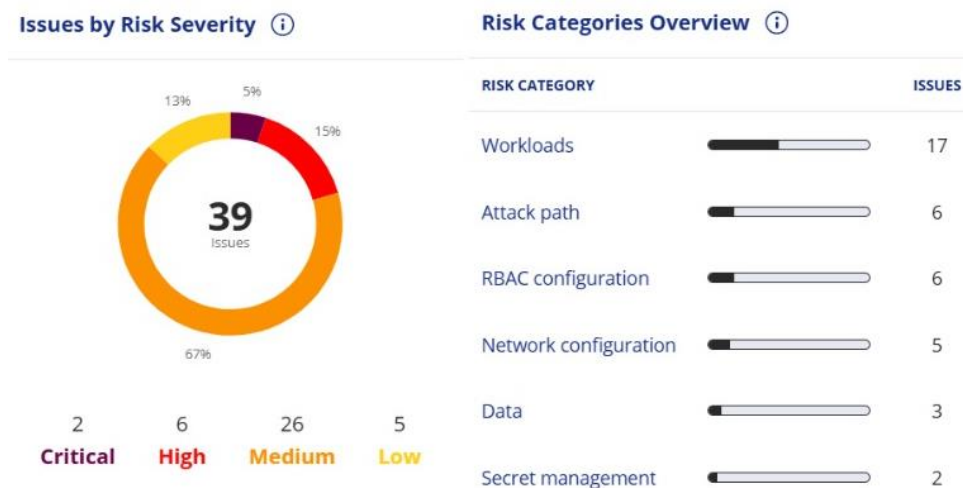 Issues by Risk Severity
13%
5%
15%
39
Issues
67%
2 6 26 5
Critical High Medium Low
Risk Categories Overview
RISK CATEGORY ISSUES
Workloads 17
Attack path 6
RBAC configuration 6
Network configuration 5
Data 3
Secret management 2